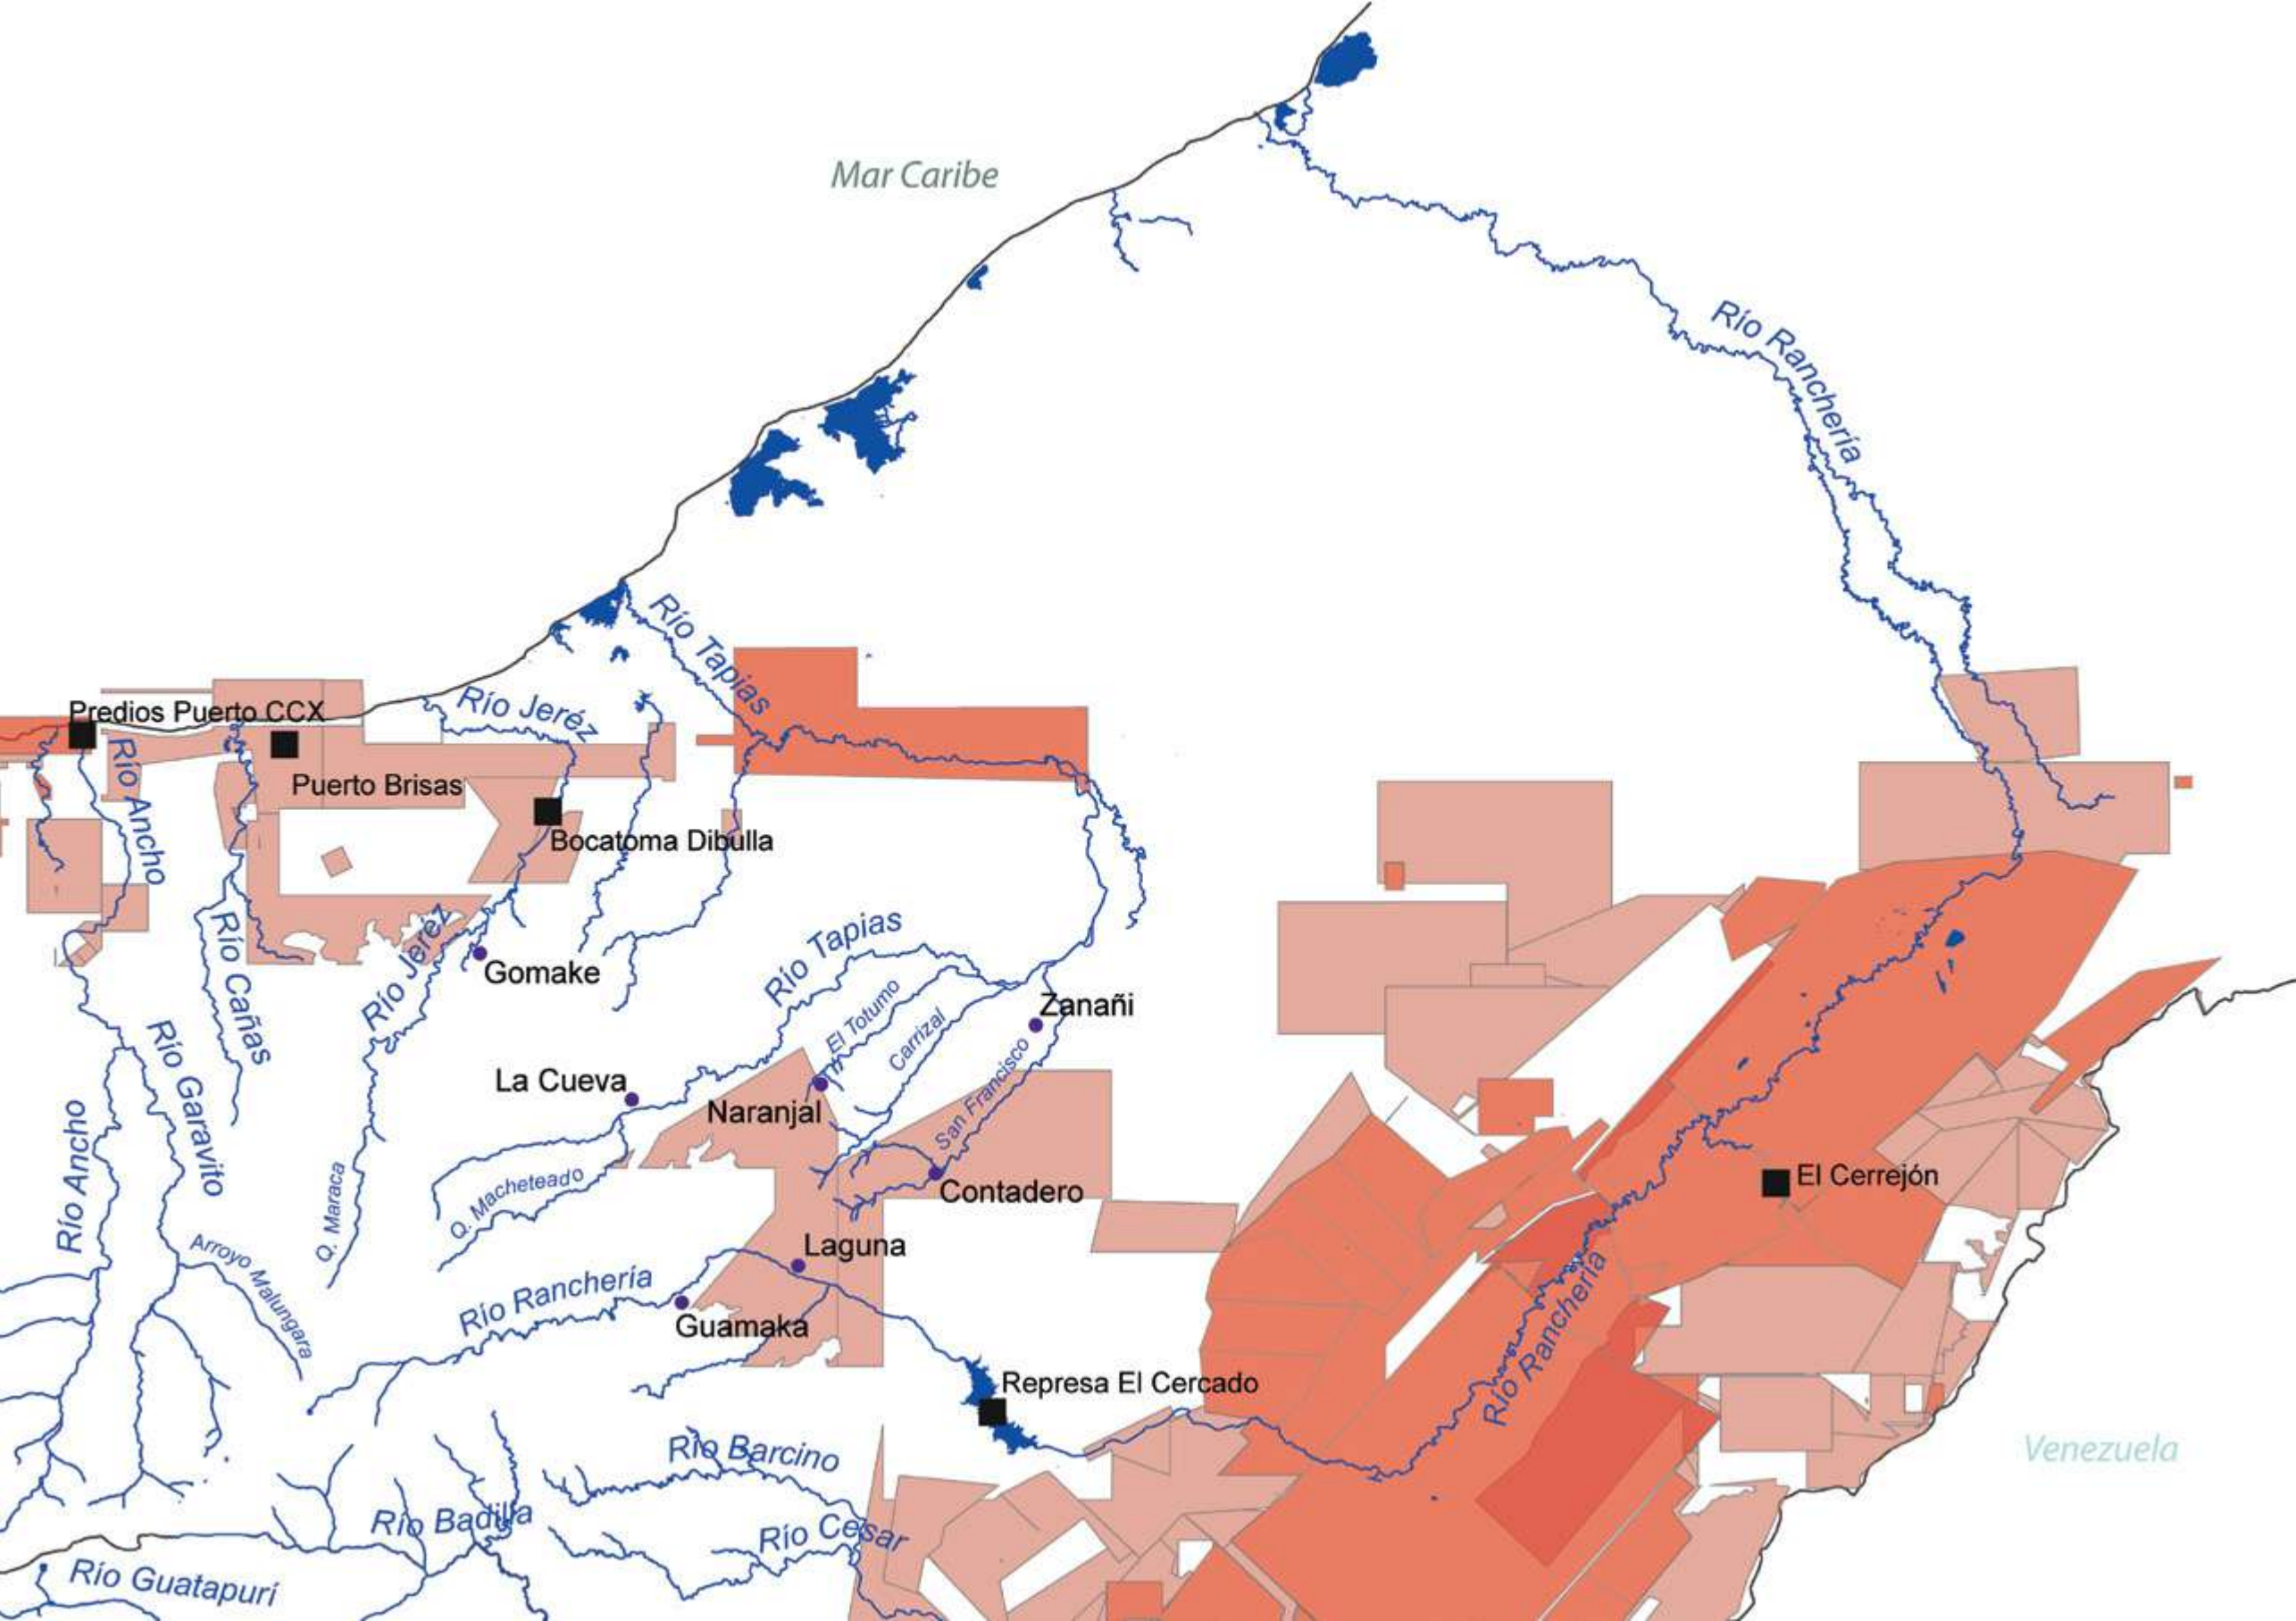 Mar Caribe
Río Ranchería
Río Tapias
Río Jeréz
Predios Puerto CCX
Río Ancho
Puerto Brisas
Bocatoma Dibulla
Río Cañas
Río Jeréz
Gomake
Río Tapias
El Totumo
Carrizal
Zanañi
San Francisco
Río Garavito
La Cueva
Naranjal
Río Ancho
Q. Maraca
Q. Macheteado
Contadero
El Cerrejón
Arroyo Malungara
Laguna
Río Ranchería
Guamaka
Río Ranchería
Represa El Cercado
Río Barcino
Venezuela
Río Badilla
Río Cesar
Río Guatapurí